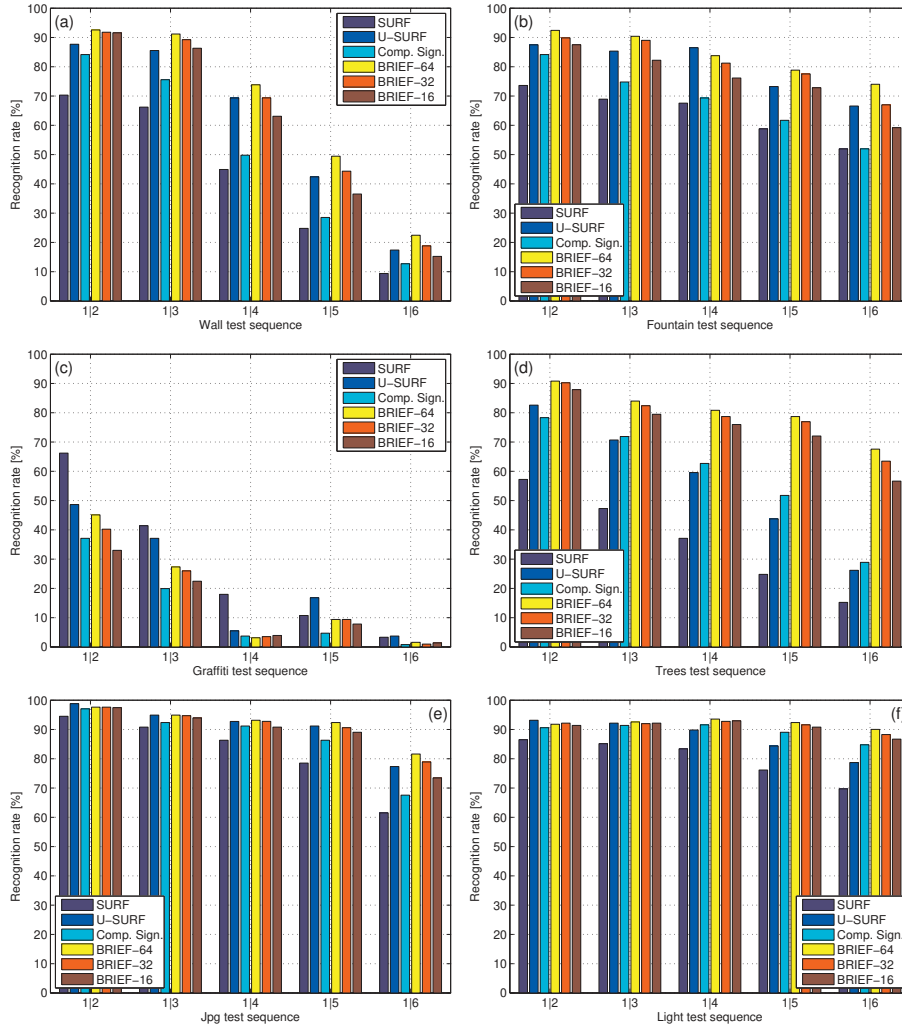 (a)
SURF
U-SURF
Comp. Sign.
BRIEF-64
BRIEF-32
BRIEF-16
Recognition rate [%]
100
90
80
70
60
50
40
30
20
10
0
1|2
1|3
1|4
1|5
1|6
Wall test sequence
(b)
SURF
U-SURF
Comp. Sign.
BRIEF-64
BRIEF-32
BRIEF-16
Recognition rate [%]
100
90
80
70
60
50
40
30
20
10
0
1|2
1|3
1|4
1|5
1|6
Fountain test sequence
(c)
SURF
U-SURF
Comp. Sign.
BRIEF-64
BRIEF-32
BRIEF-16
Recognition rate [%]
100
90
80
70
60
50
40
30
20
10
0
1|2
1|3
1|4
1|5
1|6
Graffiti test sequence
(d)
SURF
U-SURF
Comp. Sign.
BRIEF-64
BRIEF-32
BRIEF-16
Recognition rate [%]
100
90
80
70
60
50
40
30
20
10
0
1|2
1|3
1|4
1|5
1|6
Trees test sequence
(e)
SURF
U-SURF
Comp. Sign.
BRIEF-64
BRIEF-32
BRIEF-16
Recognition rate [%]
100
90
80
70
60
50
40
30
20
10
0
1|2
1|3
1|4
1|5
1|6
Jpg test sequence
(f)
SURF
U-SURF
Comp. Sign.
BRIEF-64
BRIEF-32
BRIEF-16
Recognition rate [%]
100
90
80
70
60
50
40
30
20
10
0
1|2
1|3
1|4
1|5
1|6
Light test sequence